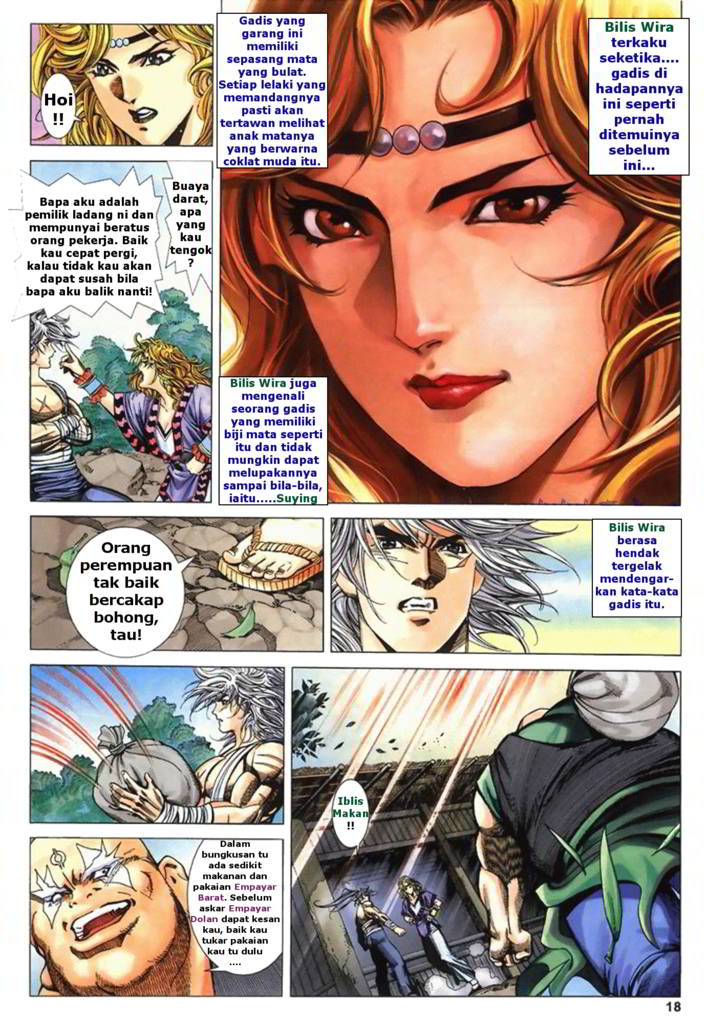 Hoi
!!
Gadis yang
garang ini
memiliki
sepasang mata
yang bulat.
Setiap lelaki yang
memandangnya
pasti akan
tertawan melihat
anak matanya
yang berwarna
coklat muda itu.
Bilis Wira
terkaku
seketika....
gadis di
hadapannya
ini seperti
pernah
ditemuinya
sebelum
ini...
Bapa aku adalah
pemilik ladang ni dan
mempunyai beratus
orang pekerja. Baik
kau cepat pergi,
kalau tidak kau akan
dapat susah bila
bapa aku balik nanti!
Buaya
darat,
apa
yang
kau
tengok
?
Bilis Wira juga
mengenali
seorang gadis
yang memiliki
biji mata seperti
itu dan tidak
mungkin dapat
melupakannya
sampai bila-bila,
iaitu.....Suying
Orang
perempuan
tak baik
bercakap
bohong,
tau!
Bilis Wira
berasa
hendak
tergelak
mendengar-
kan kata-kata
gadis itu.
Iblis
Makan
!!
Dalam
bungkusan tu
ada sedikit
makanan dan
pakaian Empayar
Barat. Sebelum
askar Empayar
Dolan dapat kesan
kau, baik kau
tukar pakaian
kau tu dulu
....
18